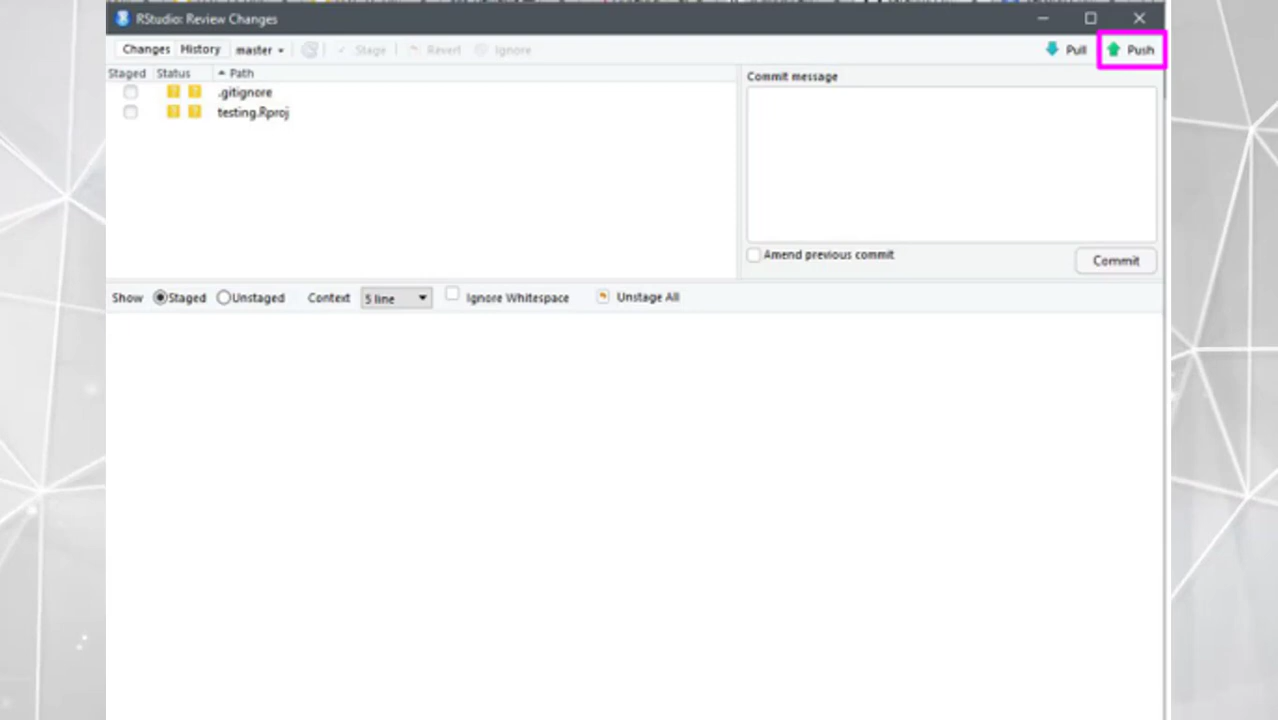 RStudio: Review Changes
Changes History master Stage Revert Ignore Pull Push
Staged Status Path
.gitignore
testing.Rproj
Commit message
Amend previous commit
Commit
Show Staged Unstaged Context 5 line Ignore Whitespace Unstage All